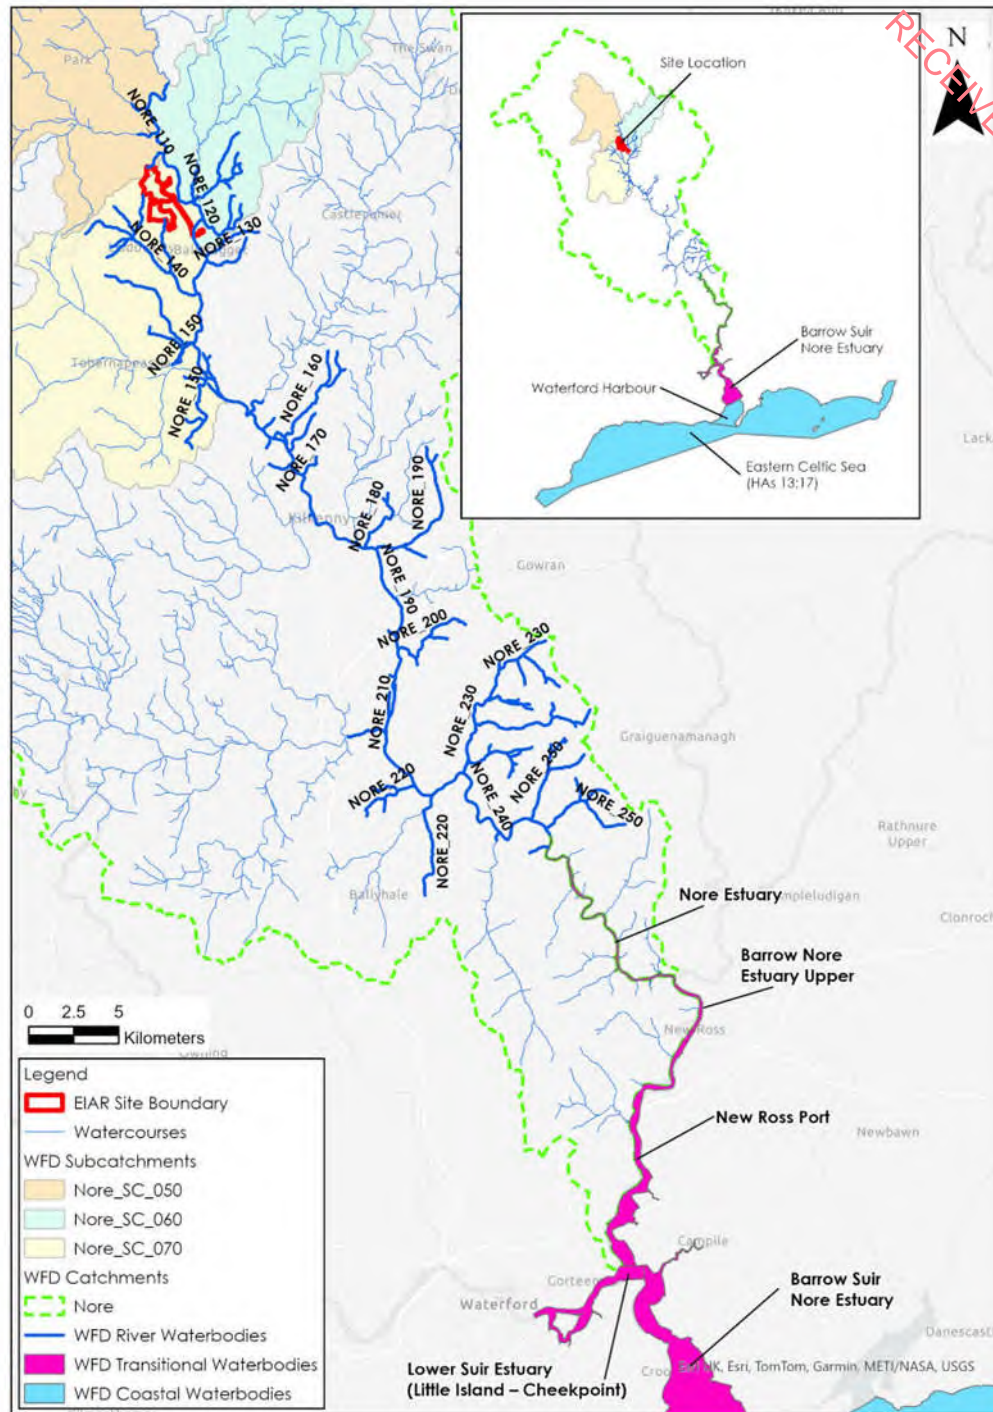 Park
The Swan
RECEIVE
N
Site Location
NORE_110
NORE_120
Castlecomer
NORE_130
NORE_140
Barrow Suir
Nore Estuary
Waterford Harbour
NORE_150
NORE_160
NORE_150
Eastern Celtic Sea
(HAs 13:17)
NORE_170
NORE_180
NORE_190
Kilkenny
Gowran
NORE_190
NORE_200
NORE_230
NORE_210
NORE_230
Graiguenamanagh
NORE_250
NORE_220
NORE_240
NORE_250
NORE_220
Rathnure
Upper
Ballyhale
Nore Estuary
Clonroch
Barrow Nore
Estuary Upper
0 2.5 5
Kilometers
New Ross
New Ross Port
Newbawn
Legend
EIAR Site Boundary
Watercourses
WFD Subcatchments
Nore_SC_050
Nore_SC_060
Nore_SC_070
WFD Catchments
Nore
WFD River Waterbodies
WFD Transitional Waterbodies
WFD Coastal Waterbodies
Campile
Waterford
Barrow Suir
Nore Estuary
Danescastl
Lower Suir Estuary
(Little Island – Cheekpoint)
Esri UK, Esri, TomTom, Garmin, METI/NASA, USGS